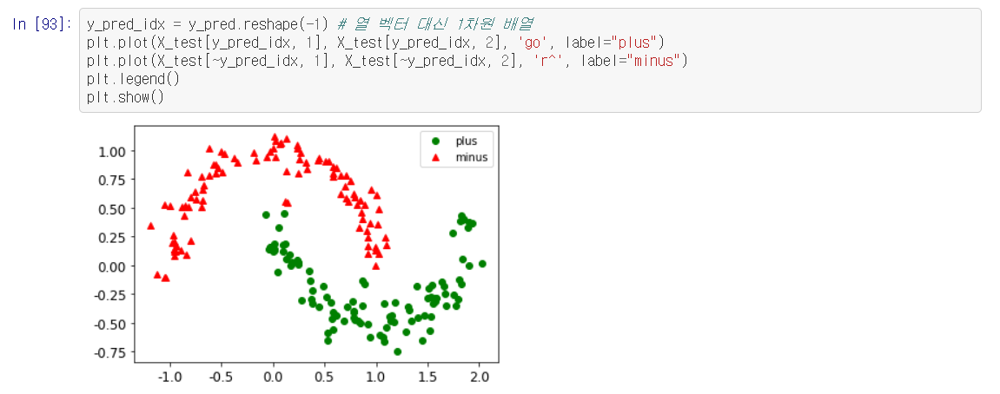 In [93]: y_pred_idx = y_pred.reshape(-1) # 열 벡터 대신 1차원 배열
plt.plot(X_test[y_pred_idx, 1], X_test[y_pred_idx, 2], 'go', label="plus")
plt.plot(X_test[~y_pred_idx, 1], X_test[~y_pred_idx, 2], 'r^', label="minus")
plt.legend()
plt.show()
plus
minus
1.00
0.75
0.50
0.25
0.00
-0.25
-0.50
-0.75
-1.0 -0.5 0.0 0.5 1.0 1.5 2.0